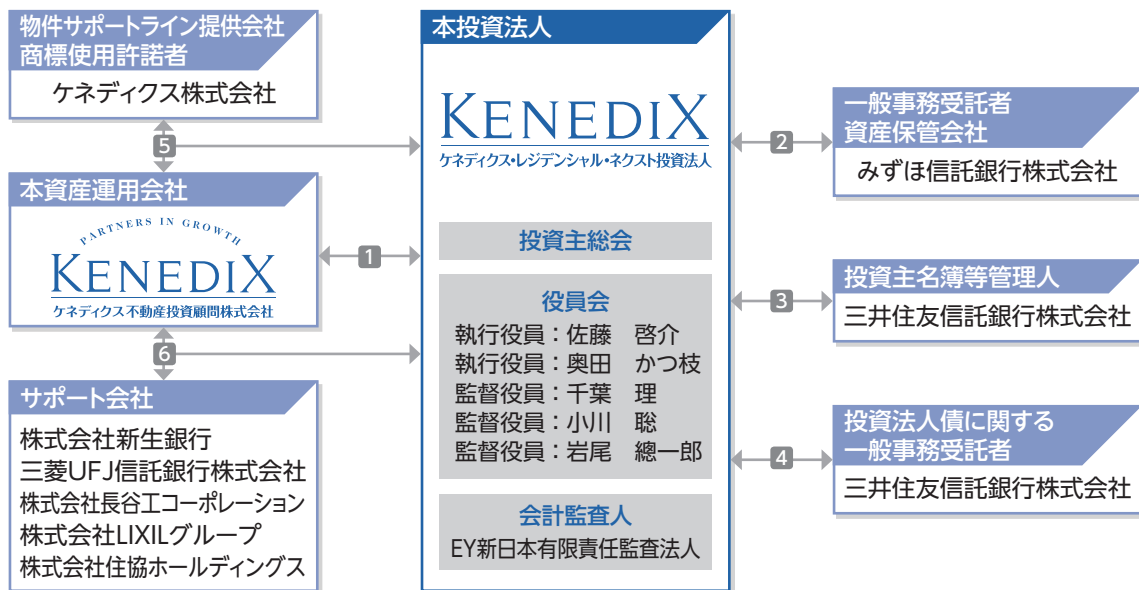 物件サポートライン提供会社
商標使用許諾者
ケネディクス株式会社
5
本資産運用会社
PARTNERS IN GROWTH
KENEDIX
ケネディクス不動産投資顧問株式会社
1
6
サポート会社
株式会社新生銀行
三菱UFJ信託銀行株式会社
株式会社長谷工コーポレーション
株式会社LIXILグループ
株式会社住協ホールディングス
本投資法人
KENEDIX
ケネディクス・レジデンシャル・ネクスト投資法人
投資主総会
役員会
執行役員：佐藤　啓介
執行役員：奥田　かつ枝
監督役員：千葉　理
監督役員：小川　聡
監督役員：岩尾　總一郎
会計監査人
EY新日本有限責任監査法人
2
一般事務受託者
資産保管会社
みずほ信託銀行株式会社
3
投資主名簿等管理人
三井住友信託銀行株式会社
4
投資法人債に関する
一般事務受託者
三井住友信託銀行株式会社